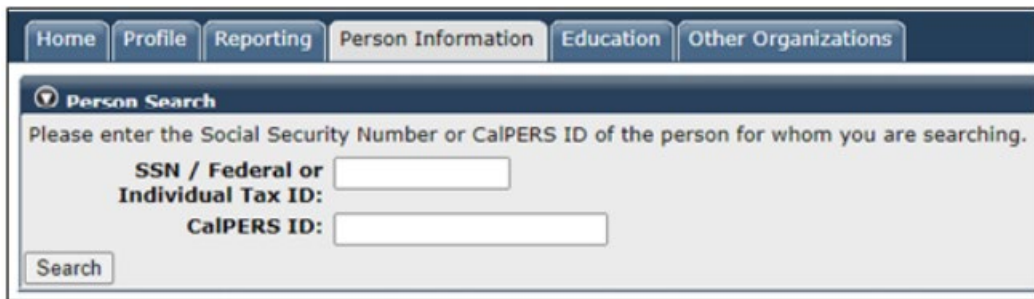 Home Profile Reporting Person Information Education Other Organizations
Person Search
Please enter the Social Security Number or CalPERS ID of the person for whom you are searching.
SSN / Federal or
Individual Tax ID:
CalPERS ID:
Search